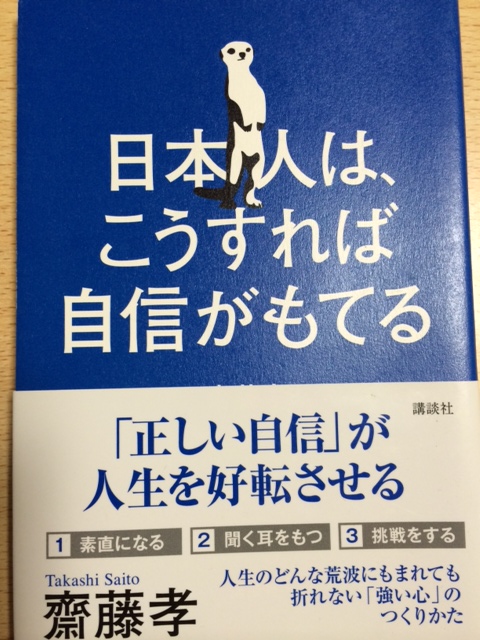 日本人は、
こうすれば
自信がもてる
講談社
「正しい自信」が
人生を好転させる
1 素直になる 2 聞く耳をもつ 3 挑戦をする
Takashi Saito
齋藤孝
人生のどんな荒波にもまれても
折れない「強い心」の
つくりかた